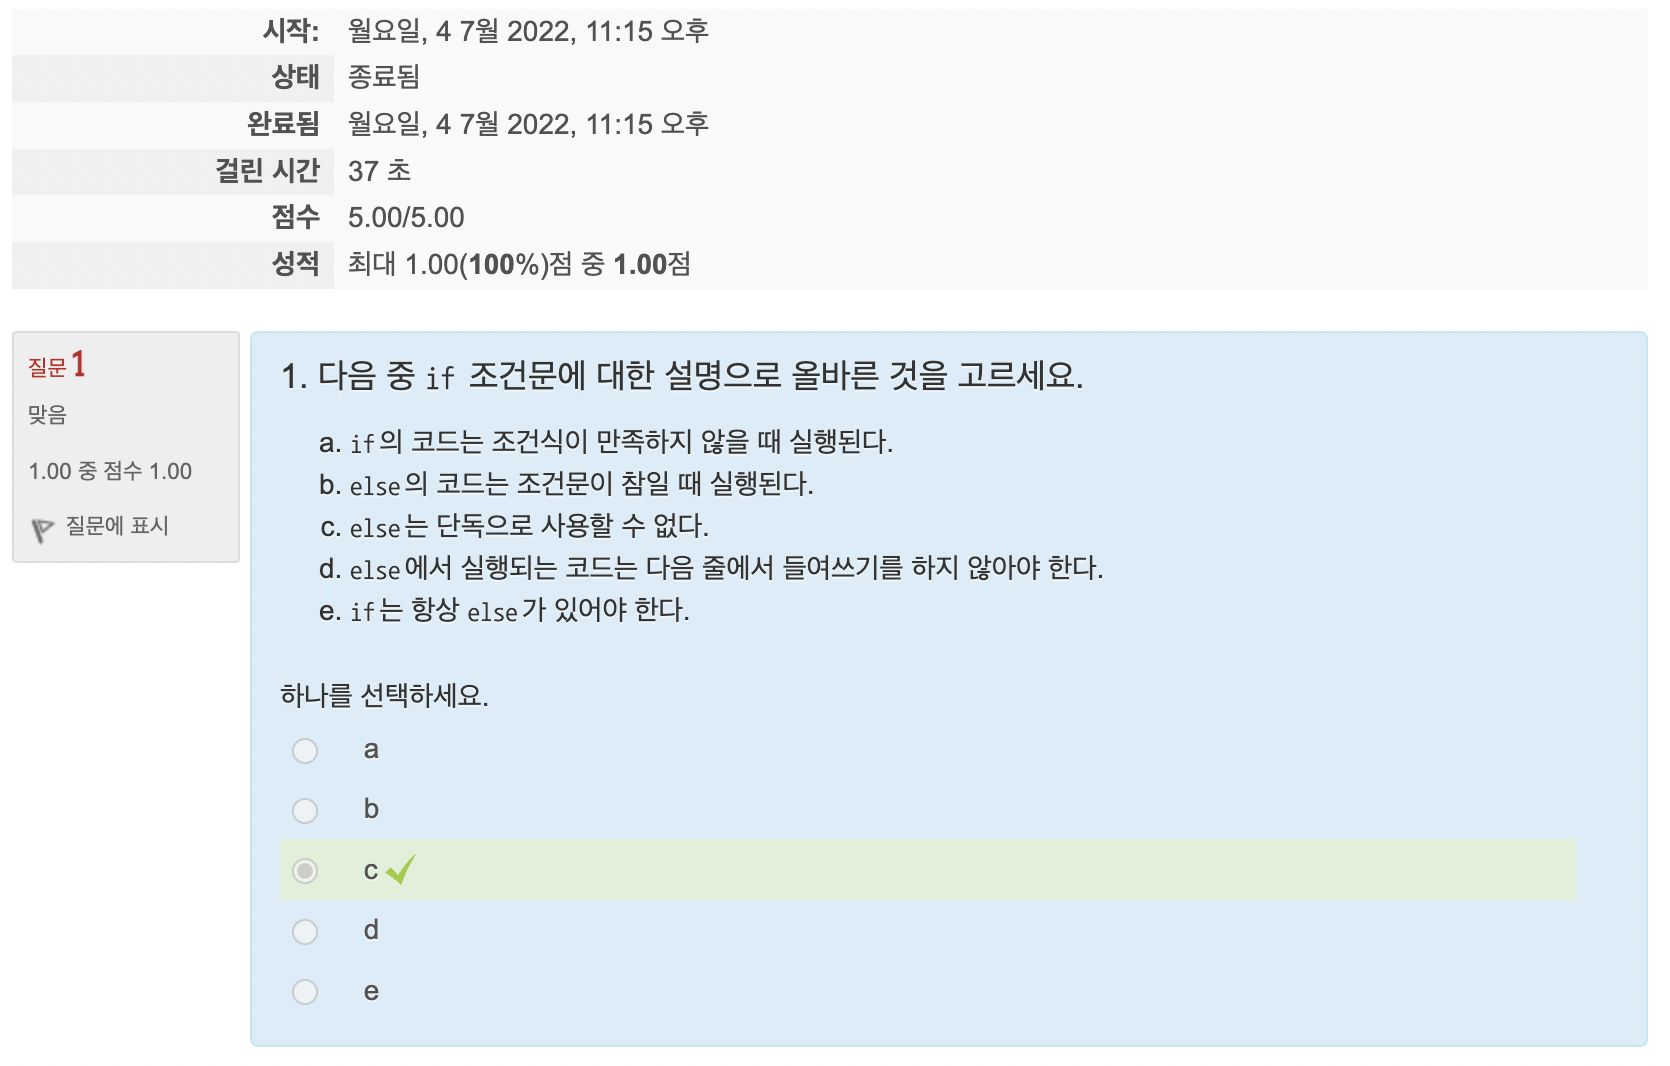 시작: 월요일, 4 7월 2022, 11:15 오후
상태 종료됨
완료됨 월요일, 4 7월 2022, 11:15 오후
걸린 시간 37 초
점수 5.00/5.00
성적 최대 1.00(100%)점 중 1.00점
질문 1
맞음
1.00 중 점수 1.00
질문에 표시
1. 다음 중 if 조건문에 대한 설명으로 올바른 것을 고르세요.
a. if의 코드는 조건식이 만족하지 않을 때 실행된다.
b. else의 코드는 조건문이 참일 때 실행된다.
c. else는 단독으로 사용할 수 없다.
d. else에서 실행되는 코드는 다음 줄에서 들여쓰기를 하지 않아야 한다.
e. if는 항상 else가 있어야 한다.
하나를 선택하세요.
a
b
c
d
e